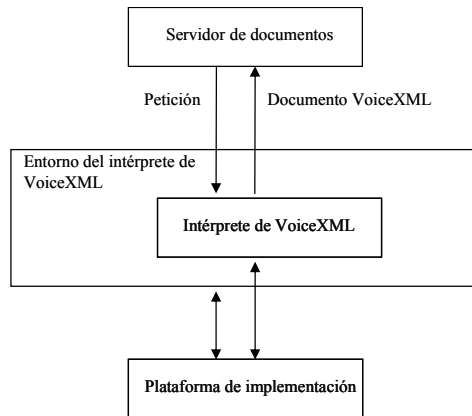 Servidor de documentos
Petición
Documento VoiceXML
Entorno del intérprete de
VoiceXML
Intérprete de VoiceXML
Plataforma de implementación